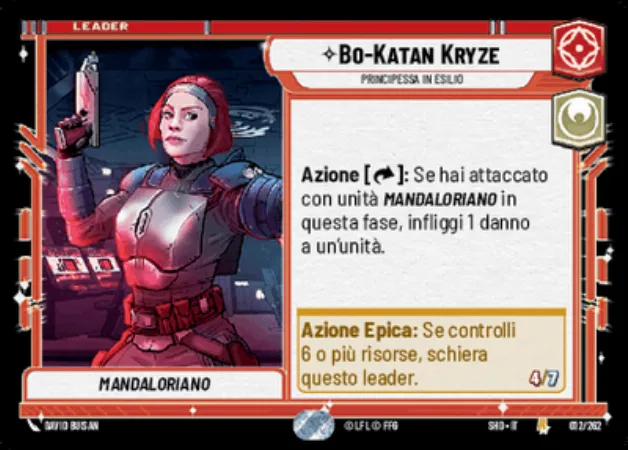 LEADER
BO-KATAN KRYZE
PRINCIPESSA IN ESILIO
Azione [ ]: Se hai attaccato
con unità MANDALORIANO in
questa fase, infliggi 1 danno
a un'unità.
Azione Epica: Se controlli
6 o più risorse, schiera
questo leader.
4/7
MANDALORIANO
DAVID BUISAN
© LFL © FFG
SHD • IT
012/262